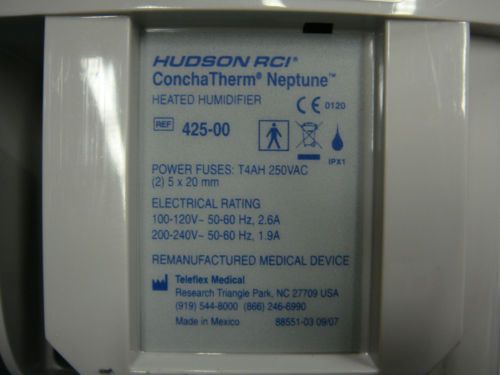 HUDSON RCI®
ConchaTherm® Neptune™
HEATED HUMIDIFIER
CE 0120
REF 425-00
IPX1
POWER FUSES: T4AH 250VAC
(2) 5 x 20 mm
ELECTRICAL RATING
100-120V~ 50-60 Hz, 2.6A
200-240V~ 50-60 Hz, 1.9A
REMANUFACTURED MEDICAL DEVICE
Teleflex Medical
Research Triangle Park, NC 27709 USA
(919) 544-8000 (866) 246-6990
Made in Mexico 88551-03 09/07